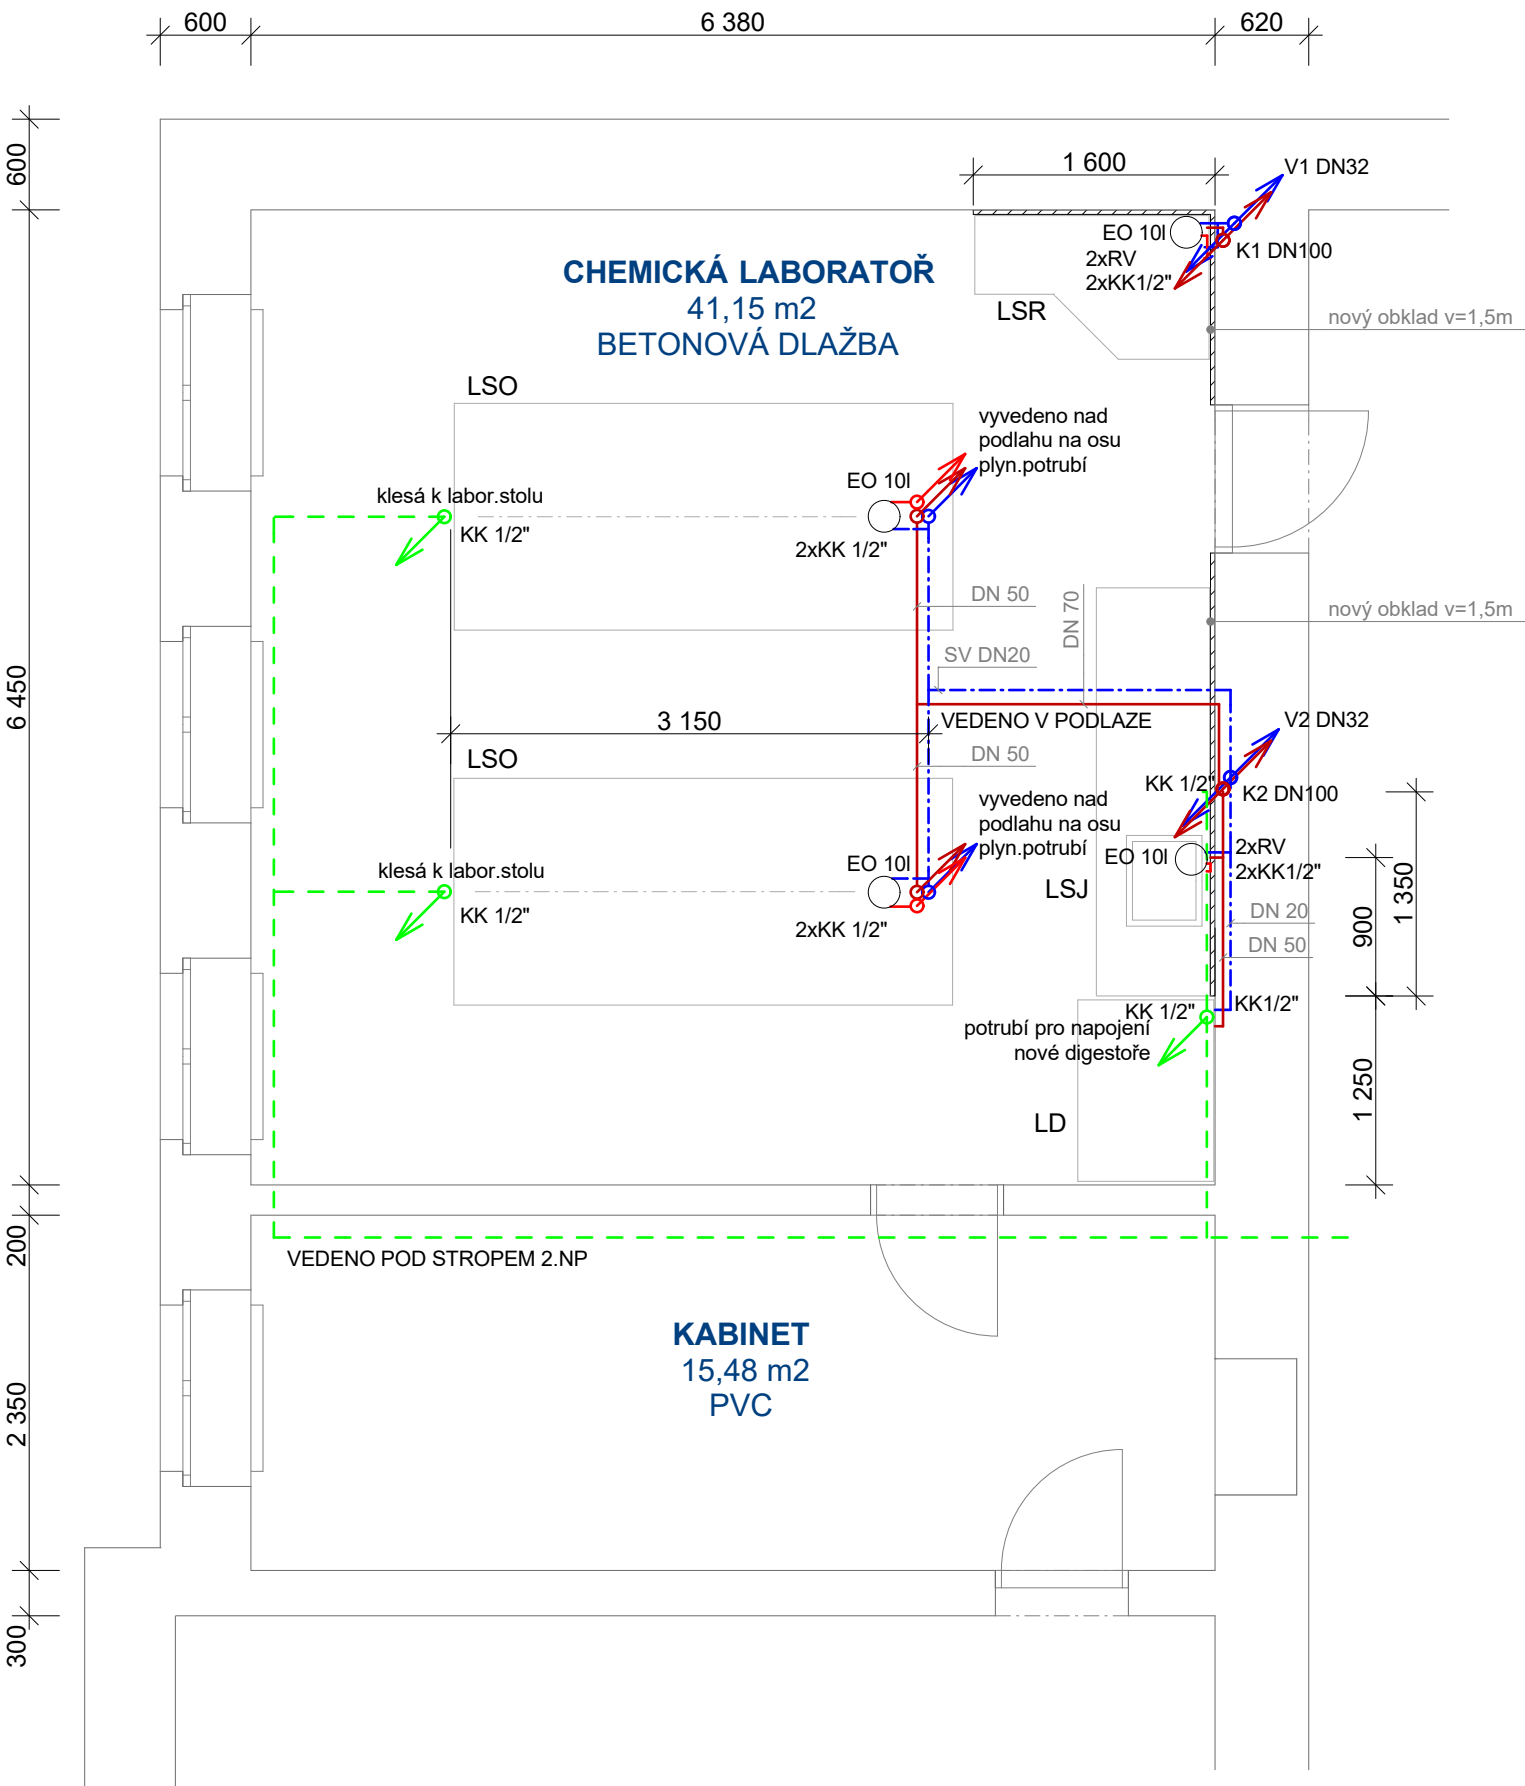 600
6 380
620
600
1 600
V1 DN32
EO 10l
K1 DN100
2xRV
2xKK1/2"
CHEMICKÁ LABORATOŘ
41,15 m2
BETONOVÁ DLAŽBA
LSR
nový obklad v=1,5m
LSO
vyvedeno nad
podlahu na osu
plyn.potrubí
EO 10l
klesá k labor.stolu
KK 1/2"
2xKK 1/2"
DN 50
DN 70
nový obklad v=1,5m
SV DN20
6 450
3 150
VEDENO V PODLAZE
V2 DN32
DN 50
LSO
KK 1/2"
K2 DN100
vyvedeno nad
podlahu na osu
plyn.potrubí
2xRV
EO 10l
EO 10l
2xKK1/2"
klesá k labor.stolu
LSJ
KK 1/2"
2xKK 1/2"
DN 20
DN 50
900
1 350
KK 1/2"
KK1/2"
potrubí pro napojení
nové digestoře
1 250
LD
200
VEDENO POD STROPEM 2.NP
KABINET
15,48 m2
PVC
2 350
300